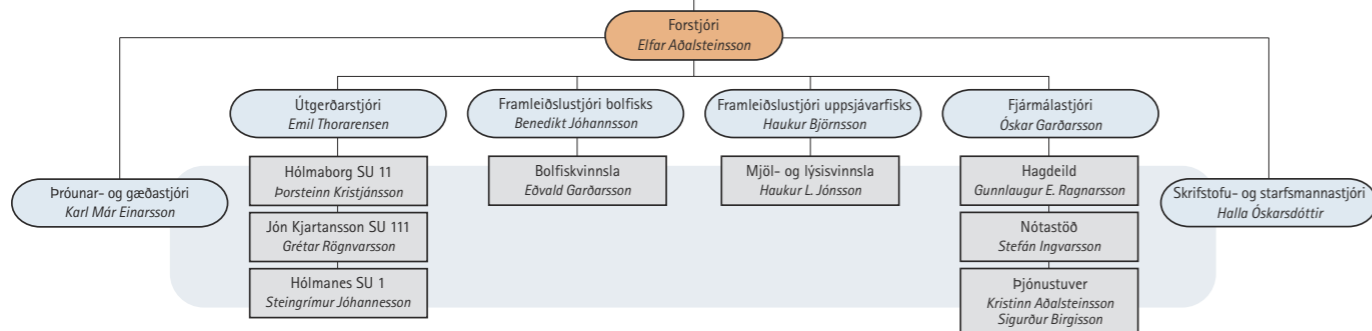 Forstjóri
Elfar Aðalsteinsson
Útgerðarstjóri
Emil Thorarensen
Framleiðslustjóri bolfisks
Benedikt Jóhannsson
Framleiðslustjóri uppsjávarfisks
Haukur Björnsson
Fjármálastjóri
Óskar Garðarsson
Þróunar- og gæðastjóri
Karl Már Einarsson
Hólmaborg SU 11
Þorsteinn Kristjánsson
Jón Kjartansson SU 111
Grétar Rögnvarsson
Hólmanes SU 1
Steingrímur Jóhannesson
Bolfiskvinnsla
Eðvald Garðarsson
Mjöl- og lýsisvinnsla
Haukur L. Jónsson
Hagdeild
Gunnlaugur E. Ragnarsson
Nótastöð
Stefán Ingvarsson
Þjónustuver
Kristinn Aðalsteinsson
Sigurður Birgisson
Skrifstofu- og starfsmannastjóri
Halla Óskarsdóttir